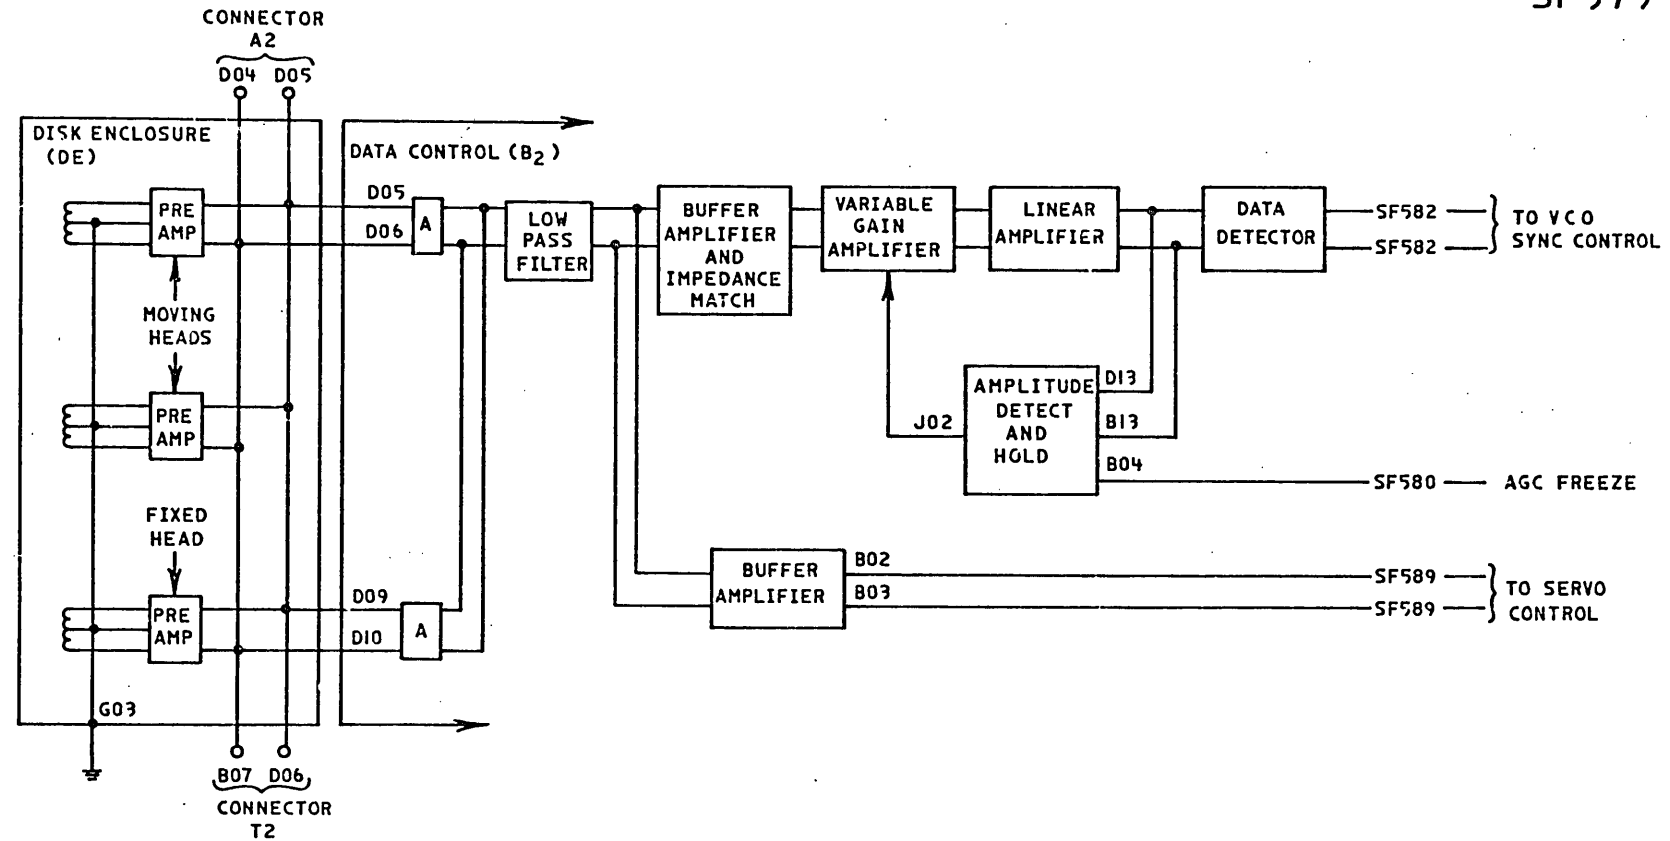 SF575
CONNECTOR
A2
D04 D05
DISK ENCLOSURE
(DE)
DATA CONTROL (B2)
PRE
AMP
D05
D06
A
LOW
PASS
FILTER
BUFFER
AMPLIFIER
AND
IMPEDANCE
MATCH
VARIABLE
GAIN
AMPLIFIER
LINEAR
AMPLIFIER
DATA
DETECTOR
SF582
SF582
TO VCO
SYNC CONTROL
MOVING
HEADS
PRE
AMP
J02
AMPLITUDE
DETECT
AND
HOLD
D13
B13
B04
SF580
AGC FREEZE
FIXED
HEAD
PRE
AMP
D09
D10
A
BUFFER
AMPLIFIER
B02
B03
SF589
SF589
TO SERVO
CONTROL
G03
B07 D06
CONNECTOR
T2